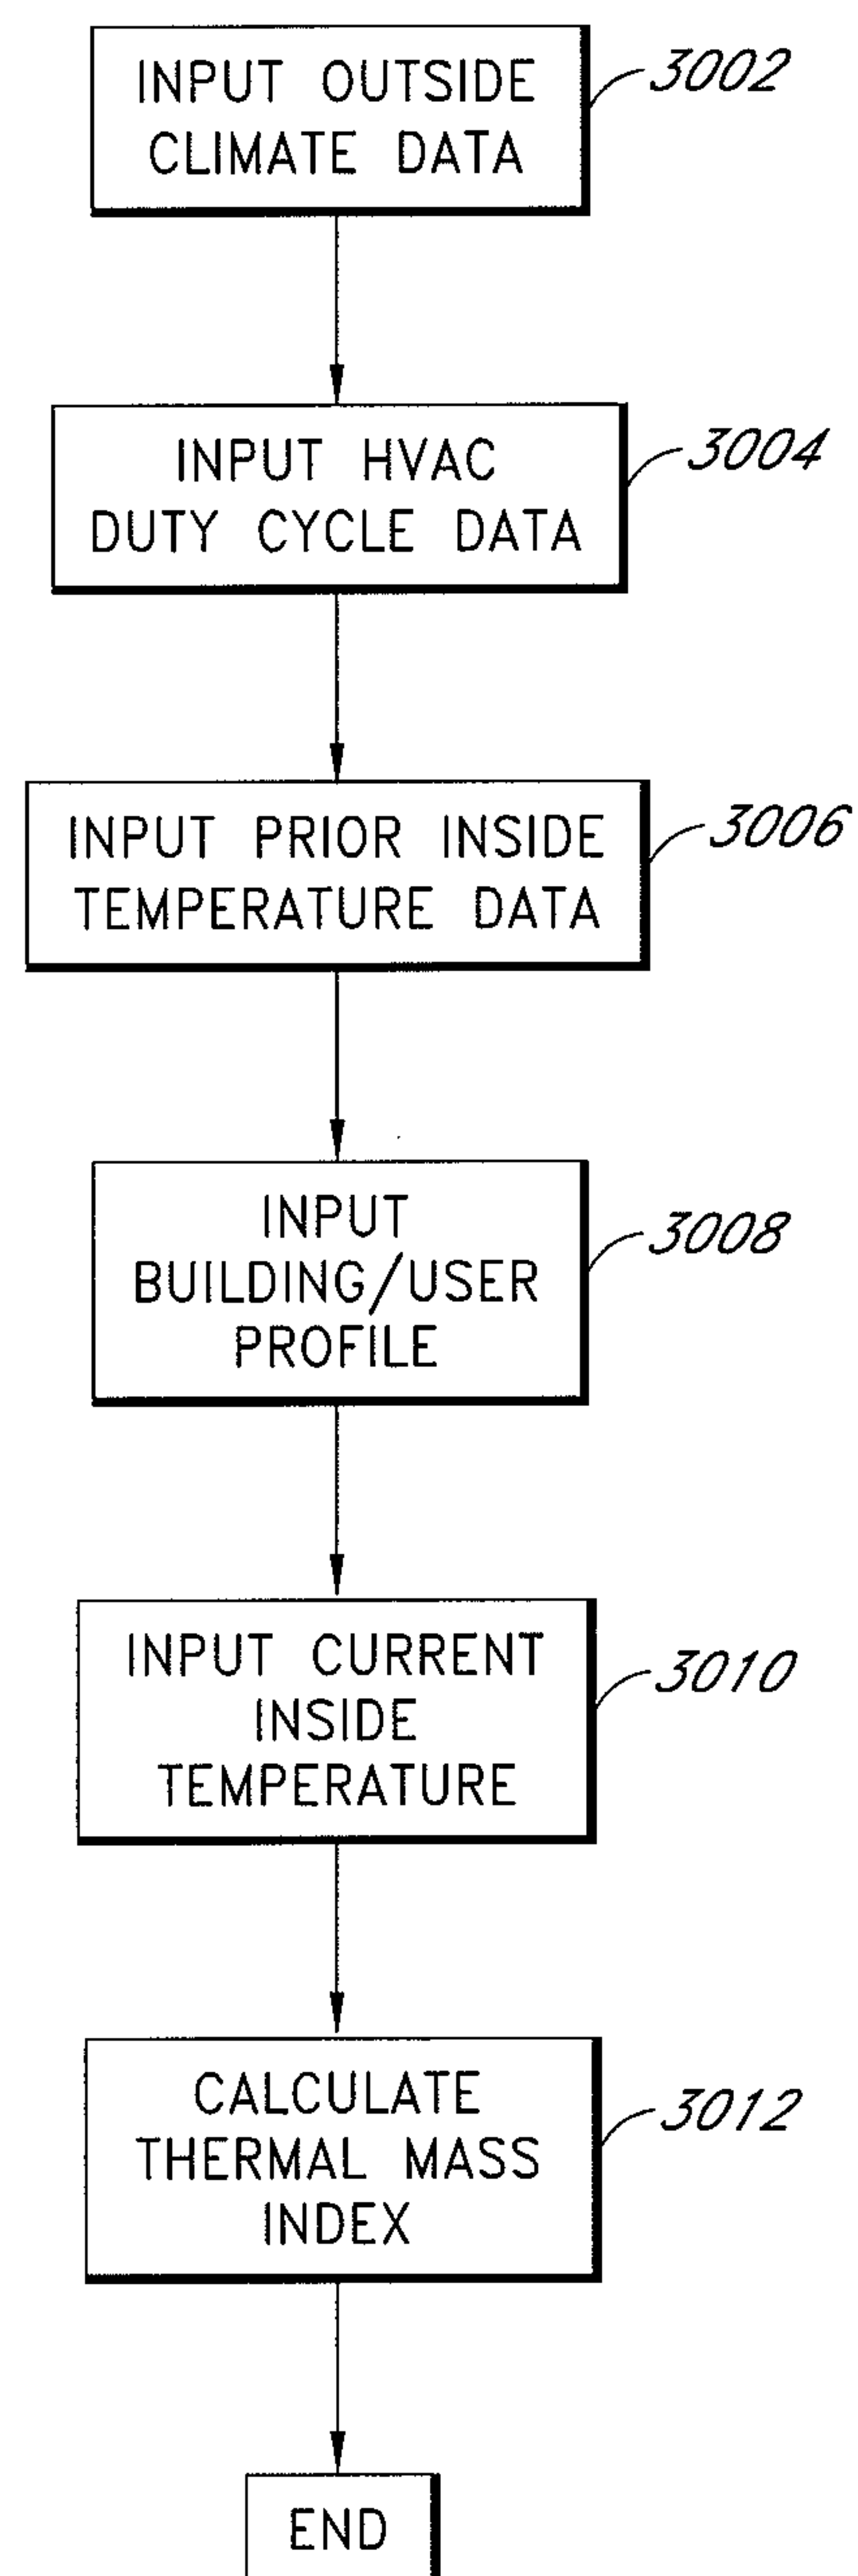 INPUT OUTSIDE
CLIMATE DATA
3002
INPUT HVAC
DUTY CYCLE DATA
3004
INPUT PRIOR INSIDE
TEMPERATURE DATA
3006
INPUT
BUILDING/USER
PROFILE
3008
INPUT CURRENT
INSIDE
TEMPERATURE
3010
CALCULATE
THERMAL MASS
INDEX
3012
END